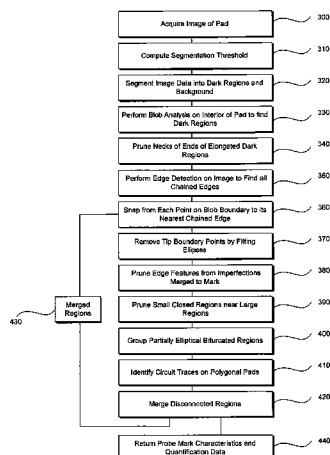 Acquire Image of Pad
300
Compute Segmentation Threshold
310
Segment Image Data into Dark Regions and
Background
320
Perform Blob Analysis on Interior of Pad to find
Dark Regions
330
Prune Necks of Ends of Elongated Dark
Regions
340
Perform Edge Detection on Image to Find all
Chained Edges
350
Snap from Each Point on Blob Boundary to its
Nearest Chained Edge
360
Remove Tip Boundary Points by Fitting
Ellipses
370
Prune Edge Features from Imperfections
Merged to Mark
380
Prune Small Closed Regions near Large
Regions
390
Group Partially Elliptical Bifurcated Regions
400
Identify Circuit Traces on Polygonal Pads
410
Merge Disconnected Regions
420
Merged
Regions
430
Return Probe Mark Characteristics and
Quantification Data
440